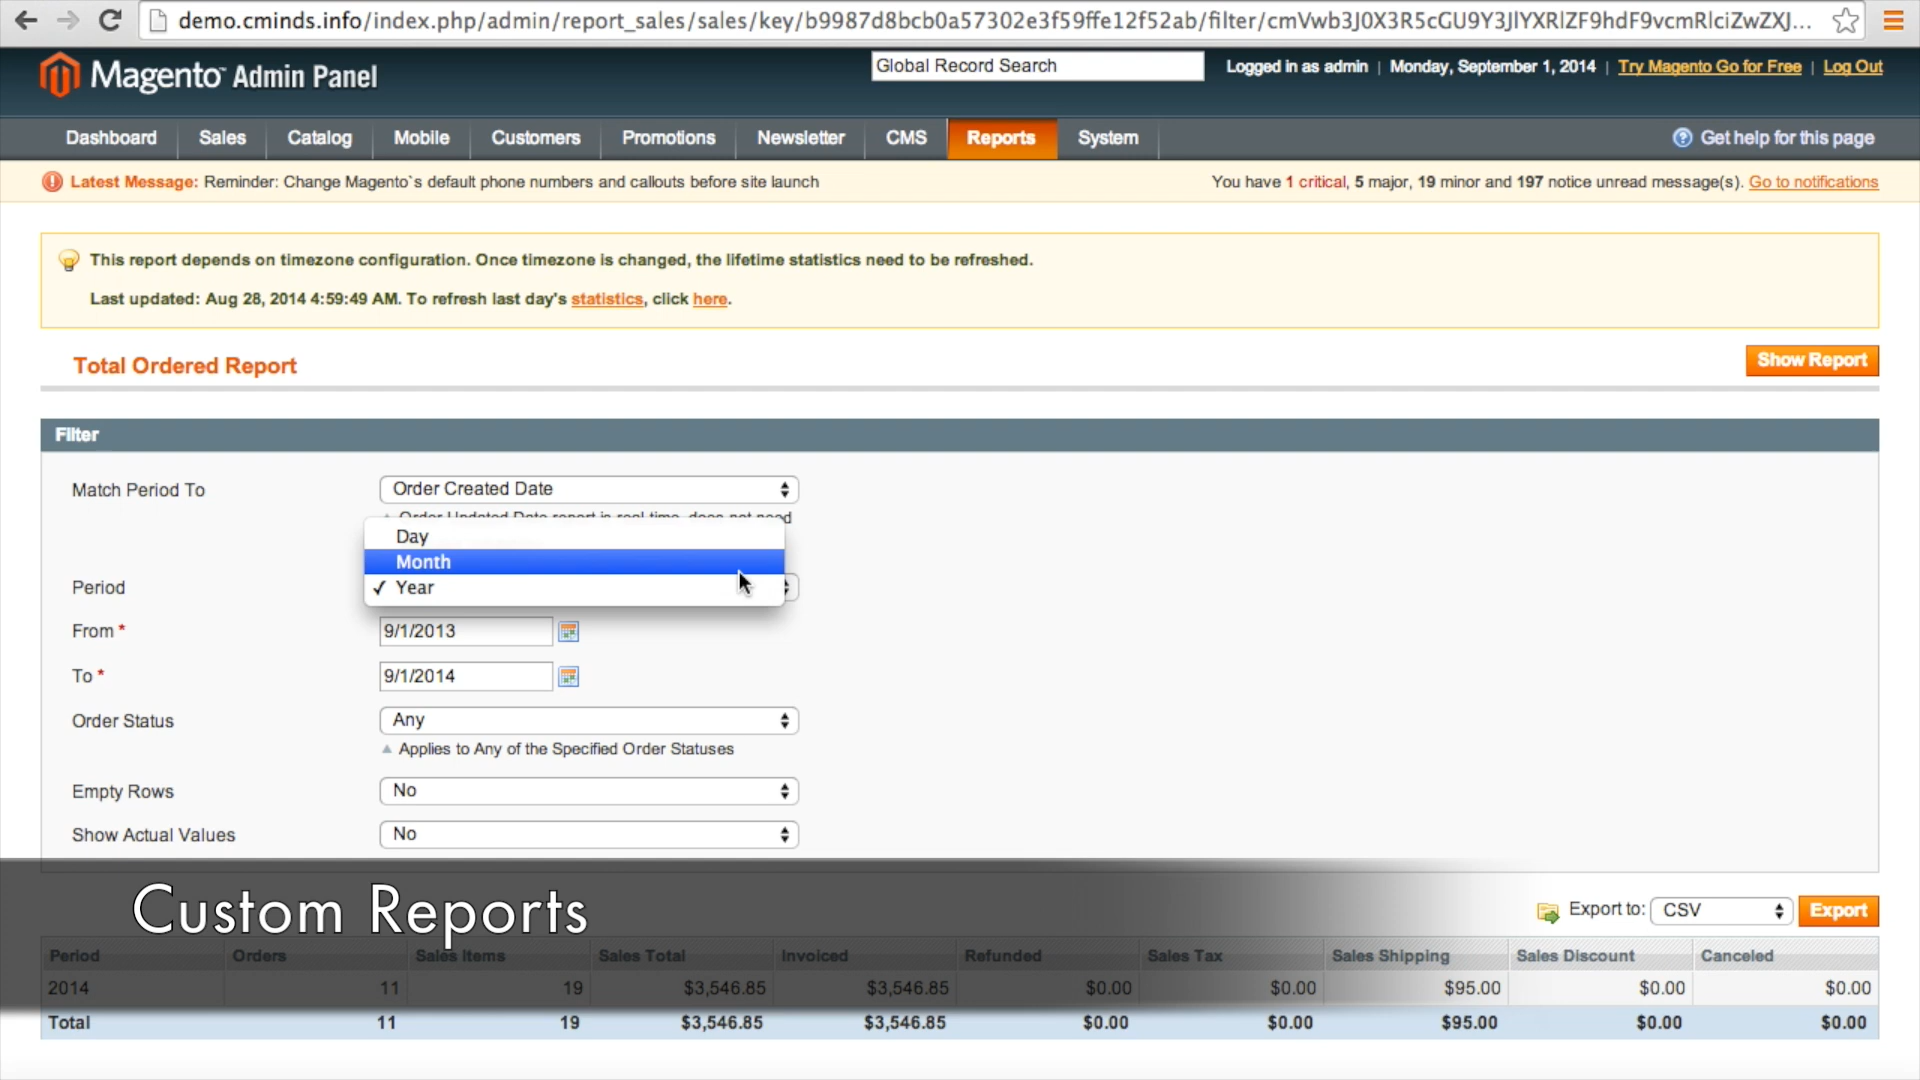 demo.cminds.info/index.php/admin/report_sales/sales/key/b9987d8bcb0a57302e3f59ffe12f52ab/filter/cmVwb3J0X3R5cGU9Y3JlYXRlZF9hdF9vcmRlciZwZXJ...
Magento Admin Panel
Global Record Search
Logged in as admin | Monday, September 1, 2014 | Try Magento Go for Free | Log Out
Dashboard Sales Catalog Mobile Customers Promotions Newsletter CMS Reports System
Get help for this page
Latest Message: Reminder: Change Magento`s default phone numbers and callouts before site launch
You have 1 critical, 5 major, 19 minor and 197 notice unread message(s). Go to notifications
This report depends on timezone configuration. Once timezone is changed, the lifetime statistics need to be refreshed.
Last updated: Aug 28, 2014 4:59:49 AM. To refresh last day's statistics, click here.
Total Ordered Report
Show Report
Filter
Match Period To Order Created Date
Order Updated Date report is real-time, does not need
Day
Month
Period ✓ Year
From * 9/1/2013
To * 9/1/2014
Order Status Any
Applies to Any of the Specified Order Statuses
Empty Rows No
Show Actual Values No
Custom Reports
Export to: CSV Export
Period Orders Sales Items Sales Total Invoiced Refunded Sales Tax Sales Shipping Sales Discount Canceled
2014 11 19 $3,546.85 $3,546.85 $0.00 $0.00 $95.00 $0.00 $0.00
Total 11 19 $3,546.85 $3,546.85 $0.00 $0.00 $95.00 $0.00 $0.00